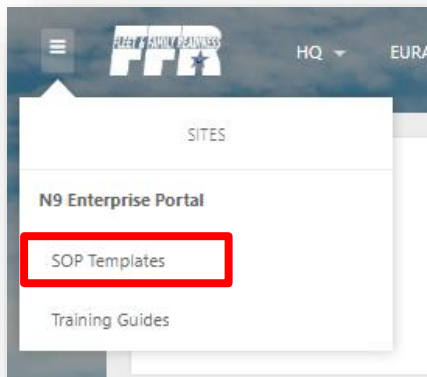 FLEET & FAMILY READINESS
FFR
HQ
EURA
SITES
N9 Enterprise Portal
SOP Templates
Training Guides